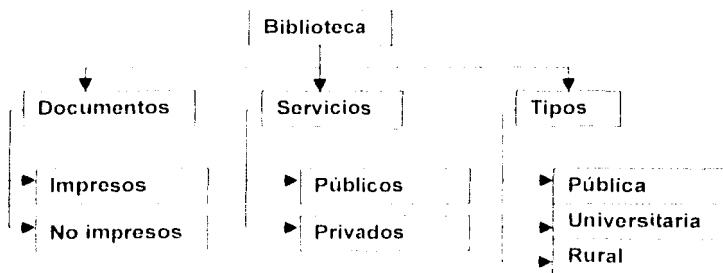 Biblioteca
Documentos
Servicios
Tipos
Impresos
No impresos
Públicos
Privados
Pública
Universitaria
Rural